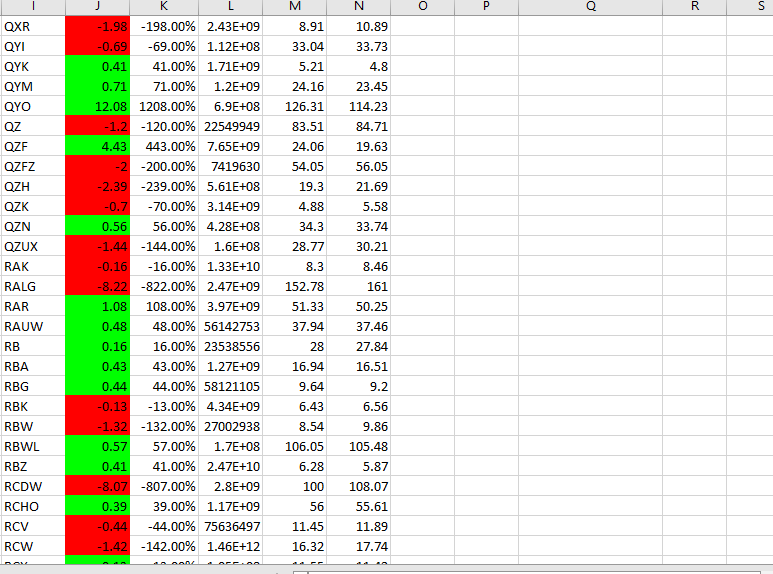 I J K L M N O P Q R S
QXR -1.98 -198.00% 2.43E+09 8.91 10.89
QYI -0.69 -69.00% 1.12E+08 33.04 33.73
QYK 0.41 41.00% 1.71E+09 5.21 4.8
QYM 0.71 71.00% 1.2E+09 24.16 23.45
QYO 12.08 1208.00% 6.9E+08 126.31 114.23
QZ -1.2 -120.00% 22549949 83.51 84.71
QZF 4.43 443.00% 7.65E+09 24.06 19.63
QZFZ -2 -200.00% 7419630 54.05 56.05
QZH -2.39 -239.00% 5.61E+08 19.3 21.69
QZK -0.7 -70.00% 3.14E+09 4.88 5.58
QZN 0.56 56.00% 4.28E+08 34.3 33.74
QZUX -1.44 -144.00% 1.6E+08 28.77 30.21
RAK -0.16 -16.00% 1.33E+10 8.3 8.46
RALG -8.22 -822.00% 2.47E+09 152.78 161
RAR 1.08 108.00% 3.97E+09 51.33 50.25
RAUW 0.48 48.00% 56142753 37.94 37.46
RB 0.16 16.00% 23538556 28 27.84
RBA 0.43 43.00% 1.27E+09 16.94 16.51
RBG 0.44 44.00% 58121105 9.64 9.2
RBK -0.13 -13.00% 4.34E+09 6.43 6.56
RBW -1.32 -132.00% 27002938 8.54 9.86
RBWL 0.57 57.00% 1.7E+08 106.05 105.48
RBZ 0.41 41.00% 2.47E+10 6.28 5.87
RCDW -8.07 -807.00% 2.8E+09 100 108.07
RCHO 0.39 39.00% 1.17E+09 56 55.61
RCV -0.44 -44.00% 75636497 11.45 11.89
RCW -1.42 -142.00% 1.46E+12 16.32 17.74